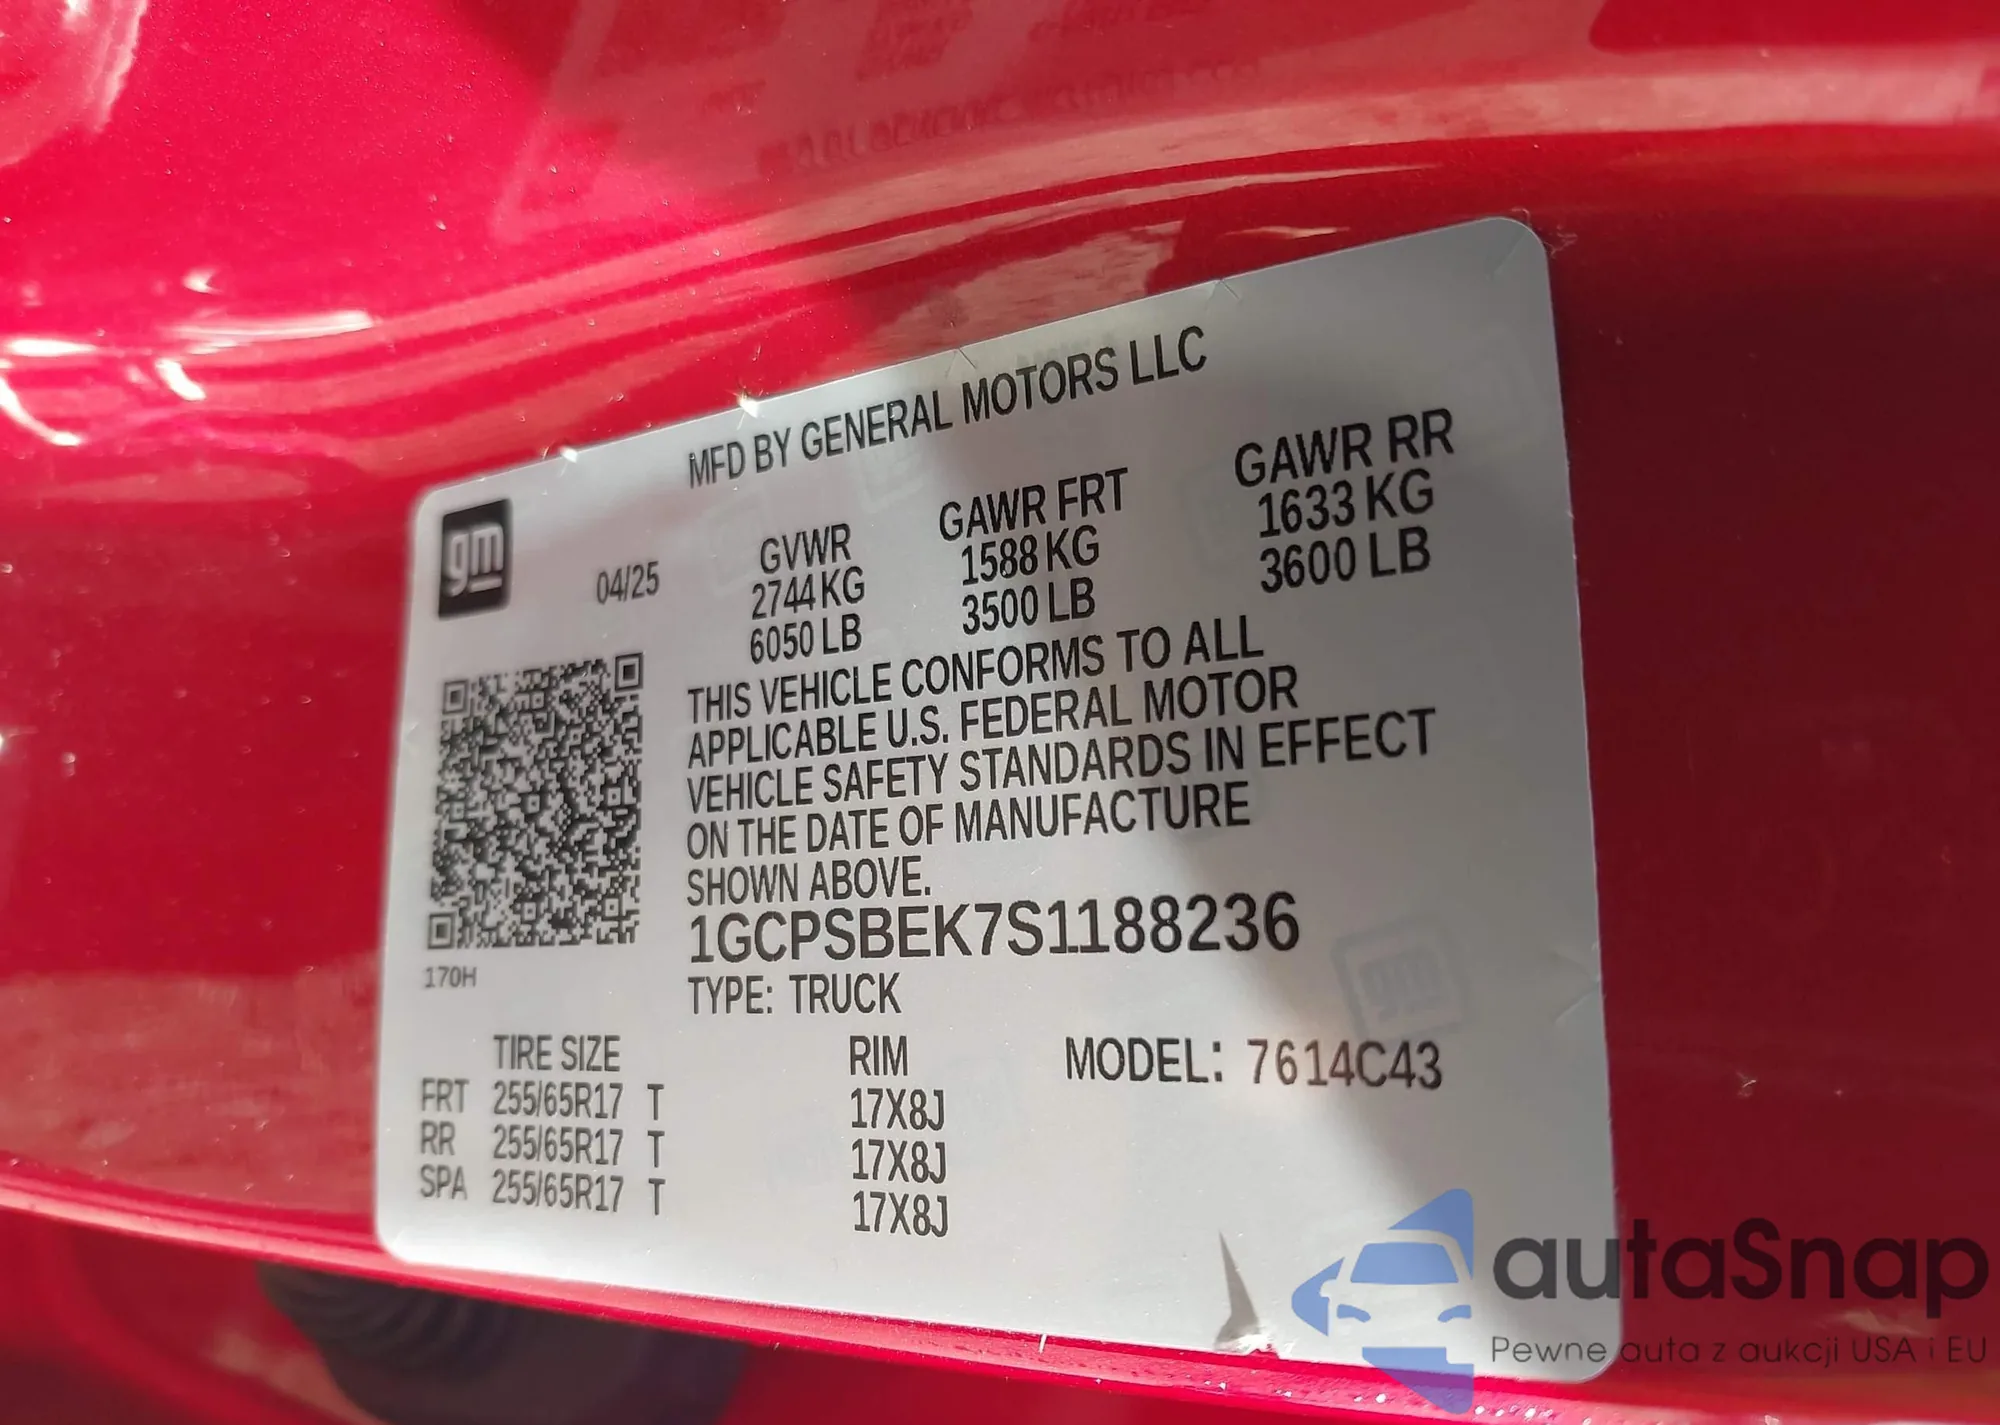 MFD BY GENERAL MOTORS LLC
gm
04/25
GVWR GAWR FRT GAWR RR
2744 KG 1588 KG 1633 KG
6050 LB 3500 LB 3600 LB
THIS VEHICLE CONFORMS TO ALL
APPLICABLE U.S. FEDERAL MOTOR
VEHICLE SAFETY STANDARDS IN EFFECT
ON THE DATE OF MANUFACTURE
SHOWN ABOVE.
1GCPSBEK7S1188236
170H
TYPE: TRUCK
TIRE SIZE RIM MODEL: 7614C43
FRT 255/65R17 T 17X8J
RR 255/65R17 T 17X8J
SPA 255/65R17 T 17X8J
gm
autaSnap
Pewne auta z aukcji USA i EU